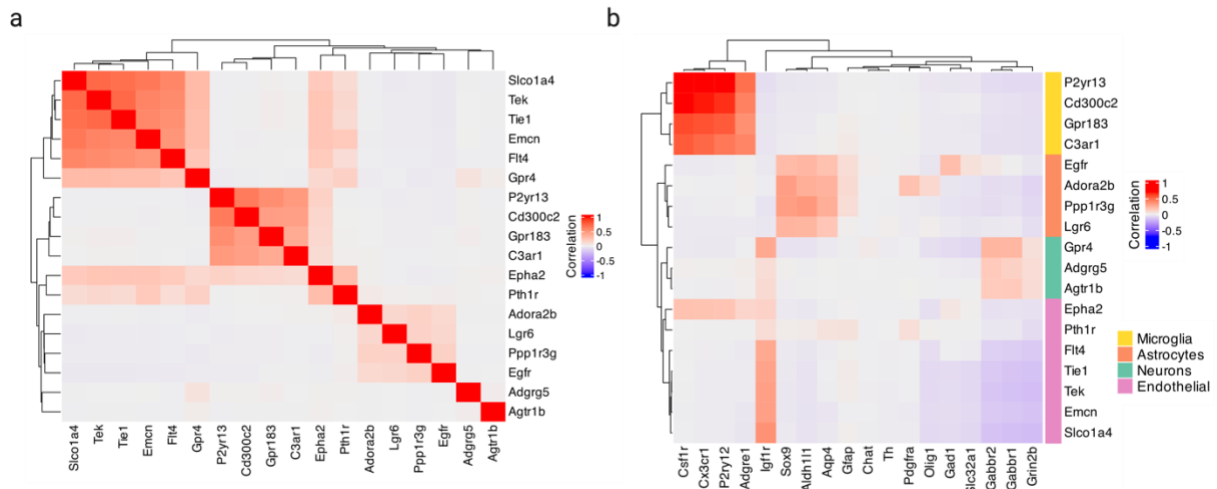 a
b
Slco1a4
Tek
Tie1
Emcn
Flt4
Gpr4
P2yr13
Cd300c2
Gpr183
C3ar1
Epha2
Pth1r
Adora2b
Lgr6
Ppp1r3g
Egfr
Adgrg5
Agtr1b
Slco1a4
Tek
Tie1
Emcn
Flt4
Gpr4
P2yr13
Cd300c2
Gpr183
C3ar1
Epha2
Pth1r
Adora2b
Lgr6
Ppp1r3g
Egfr
Adgrg5
Agtr1b
Correlation
1
0.5
0
-0.5
-1
P2yr13
Cd300c2
Gpr183
C3ar1
Egfr
Adora2b
Ppp1r3g
Lgr6
Gpr4
Adgrg5
Agtr1b
Epha2
Pth1r
Flt4
Tie1
Tek
Emcn
Slco1a4
Csf1r
Cx3cr1
P2ry12
Adgre1
Igf1r
Sox9
Aldh1l1
Aqp4
Gfap
Chat
Th
Pdgfra
Olig1
Gad1
Slc32a1
Gabbr2
Gabbr1
Grin2b
Correlation
1
0.5
0
-0.5
-1
Microglia
Astrocytes
Neurons
Endothelial